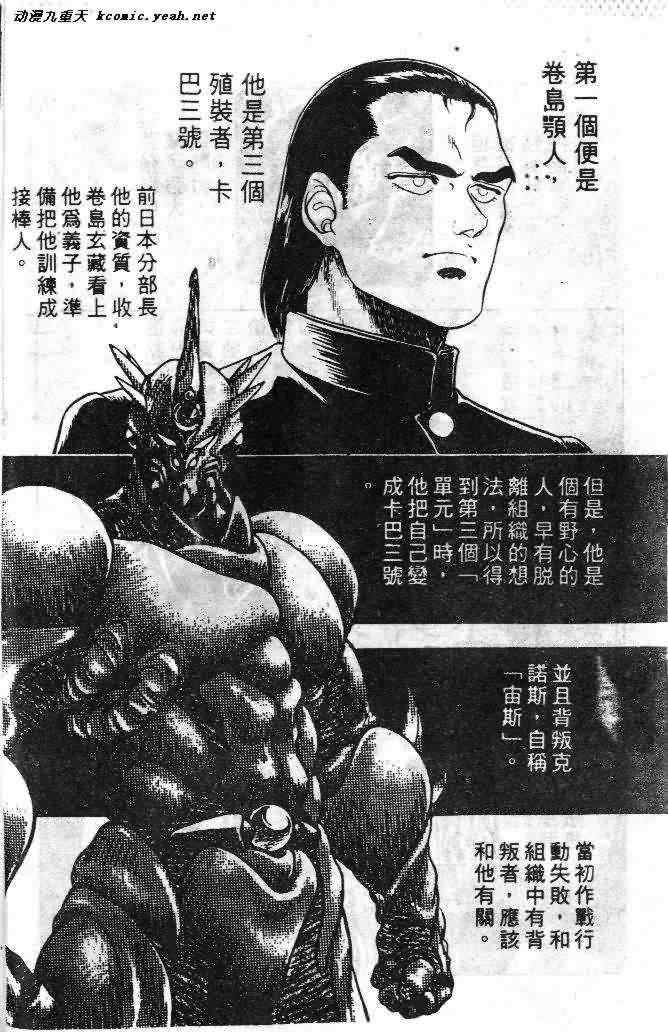 动漫九重天 kcomic.yeah.net
第一個便是
卷島顎人，
⋯⋯
他是第三個
殖裝者，卡
巴三號。
前日本分部長
他的資質，收
卷島玄藏看上
他爲義子，準
備把他訓練成
接棒人。
但是，他是
個有野心的
人，早有脱
離組織的想
法，所以得
到第三個「
單元」時，
他把自己變
成卡巴三號
。
並且背叛克
諾斯，自稱
「宙斯」。
當初作戰行
動失敗，和
組織中有背
叛者，應該
和他有關。